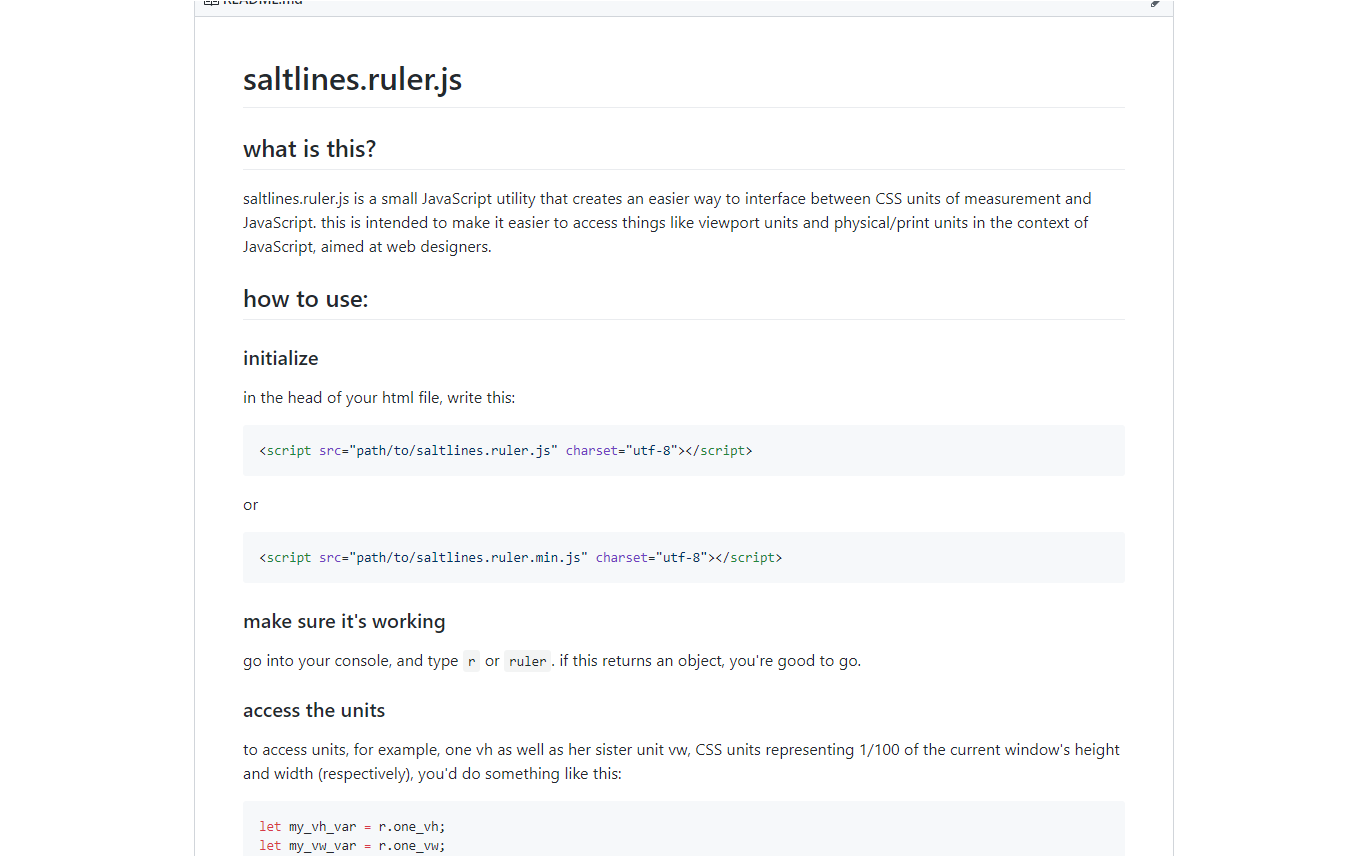 README.md
saltlines.ruler.js
what is this?
saltlines.ruler.js is a small JavaScript utility that creates an easier way to interface between CSS units of measurement and
JavaScript. this is intended to make it easier to access things like viewport units and physical/print units in the context of
JavaScript, aimed at web designers.
how to use:
initialize
in the head of your html file, write this:
<script src="path/to/saltlines.ruler.js" charset="utf-8"></script>
or
<script src="path/to/saltlines.ruler.min.js" charset="utf-8"></script>
make sure it's working
go into your console, and type r or ruler. if this returns an object, you're good to go.
access the units
to access units, for example, one vh as well as her sister unit vw, CSS units representing 1/100 of the current window's height
and width (respectively), you'd do something like this:
let my_vh_var = r.one_vh;
let my_vw_var = r.one_vw;